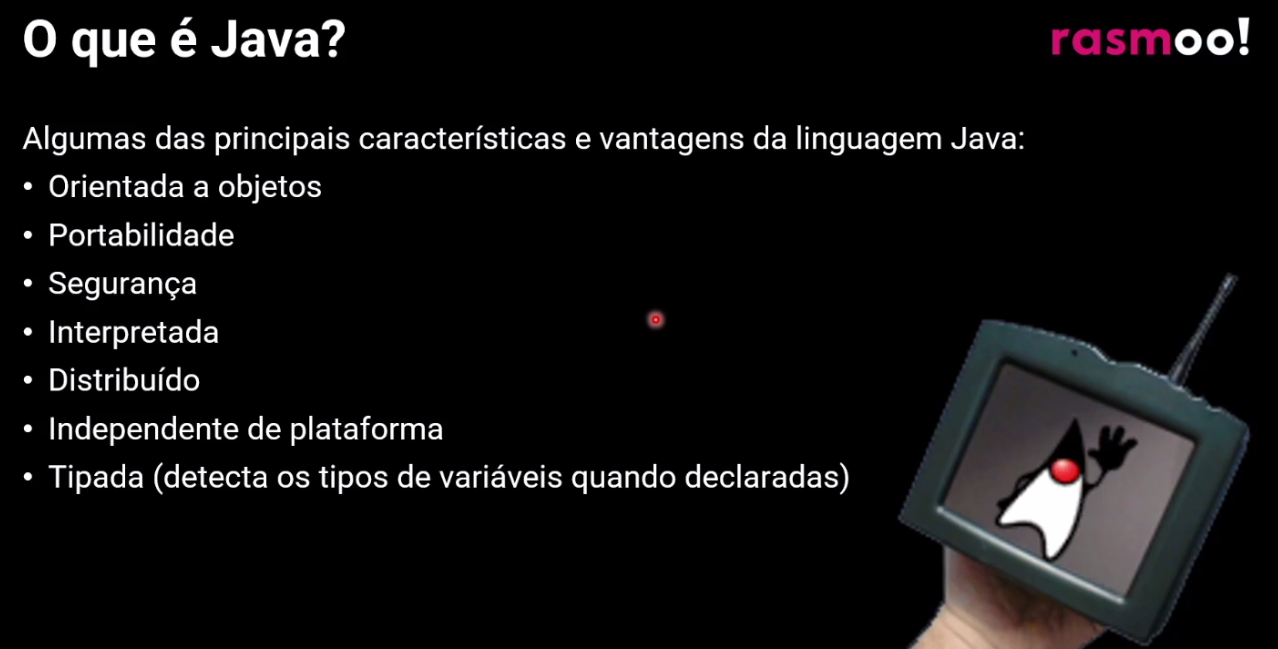 O que é Java?
rasmoo!
Algumas das principais características e vantagens da linguagem Java:
• Orientada a objetos
• Portabilidade
• Segurança
• Interpretada
• Distribuído
• Independente de plataforma
• Tipada (detecta os tipos de variáveis quando declaradas)